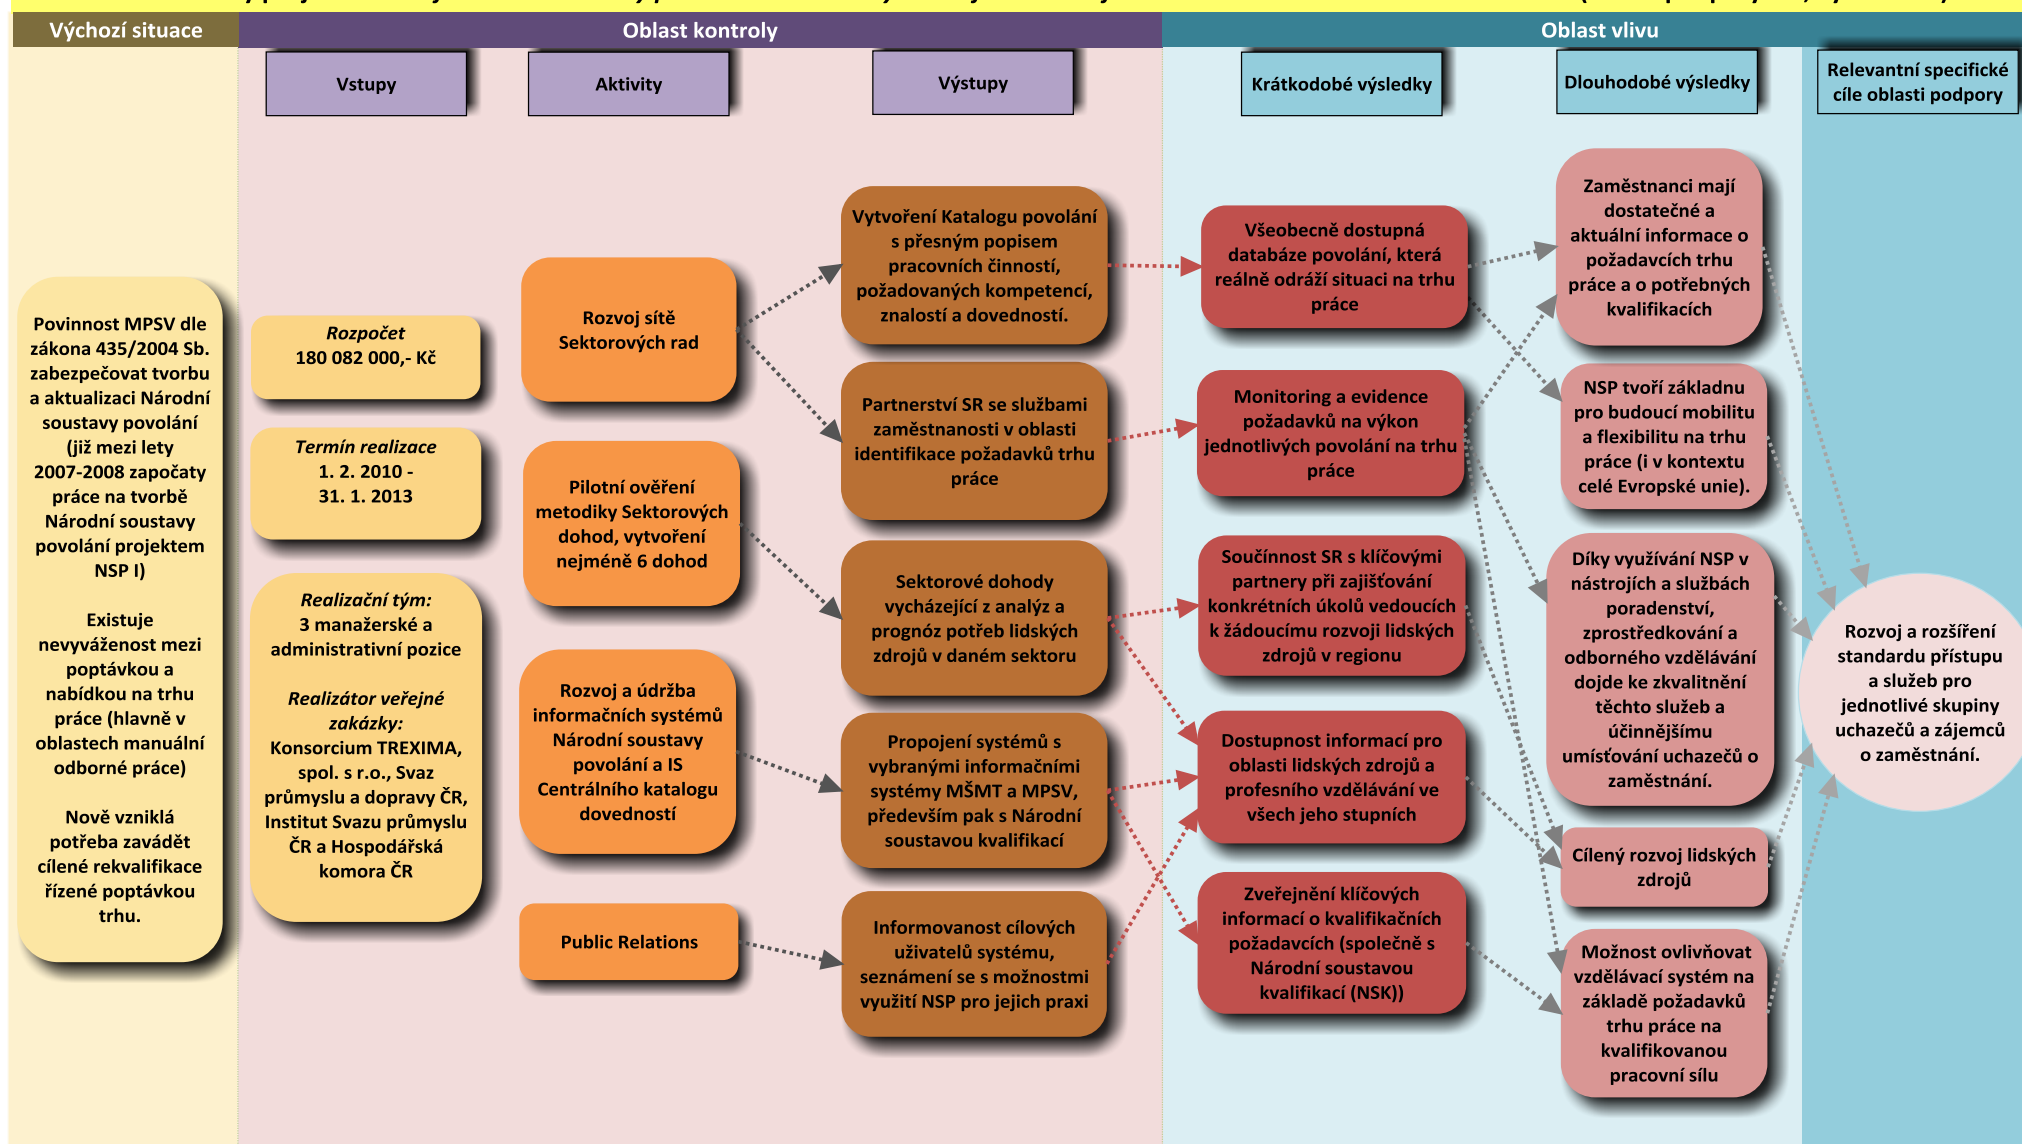 Výchozí situace
Oblast kontroly
Oblast vlivu
Vstupy
Aktivity
Výstupy
Krátkodobé výsledky
Dlouhodobé výsledky
Relevantní specifické
cíle oblasti podpory
Povinnost MPSV dle
zákona 435/2004 Sb.
zabezpečovat tvorbu
a aktualizaci Národní
soustavy povolání
(již mezi lety
2007-2008 započaty
práce na tvorbě
Národní soustavy
povolání projektem
NSP I)
Existuje
nevyváženost mezi
poptávkou a
nabídkou na trhu
práce (hlavně v
oblastech manuální
odborné práce)
Nově vzniklá
potřeba zavádět
cílené rekvalifikace
řízené poptávkou
trhu.
Rozpočet
180 082 000,- Kč
Termín realizace
1. 2. 2010 -
31. 1. 2013
Realizační tým:
3 manažerské a
administrativní pozice
Realizátor veřejné
zakázky:
Konsorcium TREXIMA,
spol. s r.o., Svaz
průmyslu a dopravy ČR,
Institut Svazu průmyslu
ČR a Hospodářská
komora ČR
Rozvoj sítě
Sektorových rad
Pilotní ověření
metodiky Sektorových
dohod, vytvoření
nejméně 6 dohod
Rozvoj a údržba
informačních systémů
Národní soustavy
povolání a IS
Centrálního katalogu
dovedností
Public Relations
Vytvoření Katalogu povolání
s přesným popisem
pracovních činností,
požadovaných kompetencí,
znalostí a dovedností.
Partnerství SR se službami
zaměstnanosti v oblasti
identifikace požadavků trhu
práce
Sektorové dohody
vycházející z analýz a
prognóz potřeb lidských
zdrojů v daném sektoru
Propojení systémů s
vybranými informačními
systémy MŠMT a MPSV,
především pak s Národní
soustavou kvalifikací
Informovanost cílových
uživatelů systému,
seznámení se s možnostmi
využití NSP pro jejich praxi
Všeobecně dostupná
databáze povolání, která
reálně odráží situaci na trhu
práce
Monitoring a evidence
požadavků na výkon
jednotlivých povolání na trhu
práce
Součinnost SR s klíčovými
partnery při zajišťování
konkrétních úkolů vedoucích
k žádoucímu rozvoji lidských
zdrojů v regionu
Dostupnost informací pro
oblasti lidských zdrojů a
profesního vzdělávání ve
všech jeho stupních
Zveřejnění klíčových
informací o kvalifikačních
požadavcích (společně s
Národní soustavou
kvalifikací (NSK))
Zaměstnanci mají
dostatečné a
aktuální informace o
požadavcích trhu
práce a o potřebných
kvalifikacích
NSP tvoří základnu
pro budoucí mobilitu
a flexibilitu na trhu
práce (i v kontextu
celé Evropské unie).
Díky využívání NSP v
nástrojích a službách
poradenství,
zprostředkování a
odborného vzdělávání
dojde ke zkvalitnění
těchto služeb a
účinnějšímu
umísťování uchazečů o
zaměstnání.
Cílený rozvoj lidských
zdrojů
Možnost ovlivňovat
vzdělávací systém na
základě požadavků
trhu práce na
kvalifikovanou
pracovní sílu
Rozvoj a rozšíření
standardu přístupu
a služeb pro
jednotlivé skupiny
uchazečů a zájemců
o zaměstnání.